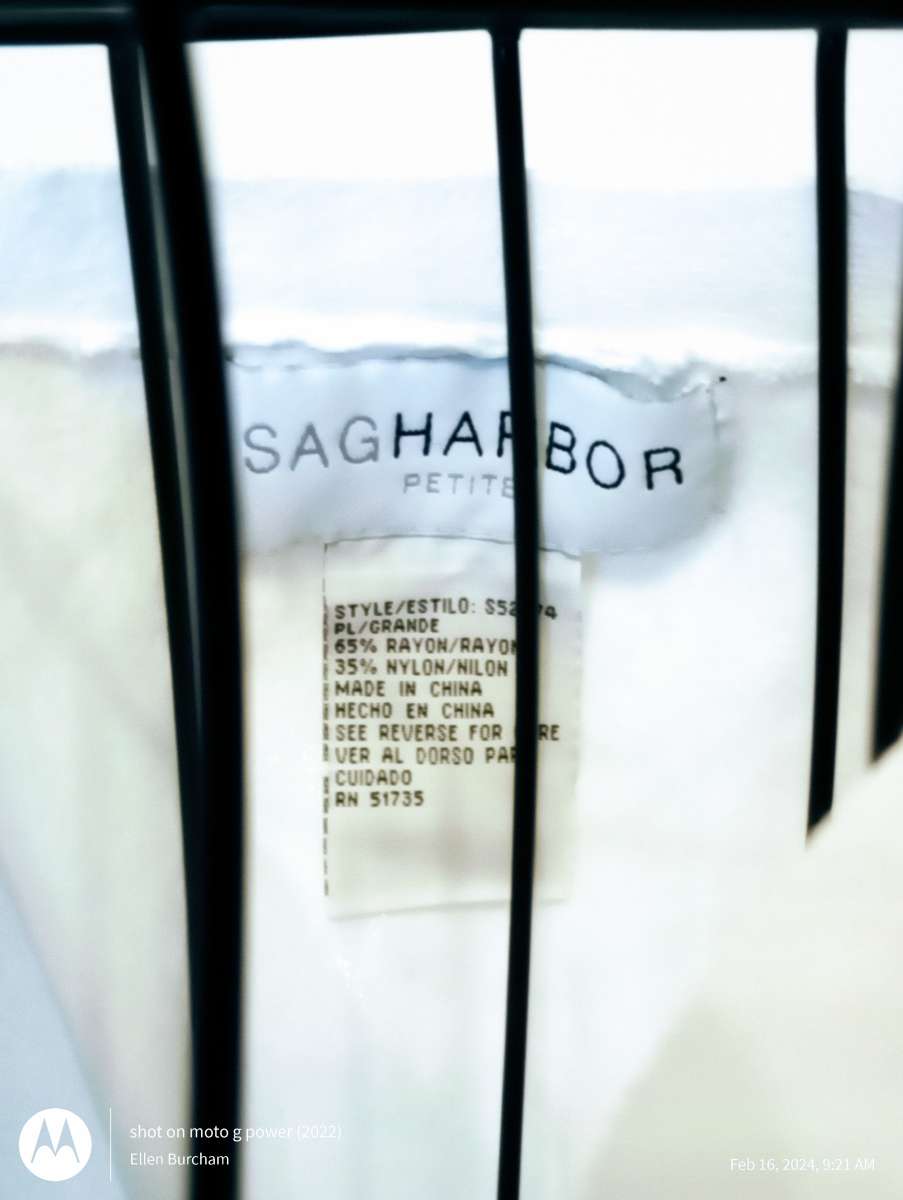 SAGHARBOR
PETITE
STYLE/ESTILO:
PL/GRANDE
65% RAYON/RAYON
35% NYLON/NILON
MADE IN CHINA
HECHO EN CHINA
SEE REVERSE FOR
VER AL DORSO
CUIDADO
RN 51735
shot on moto g power (2022)
Ellen Burcham
Feb 16, 2024, 9:21 AM